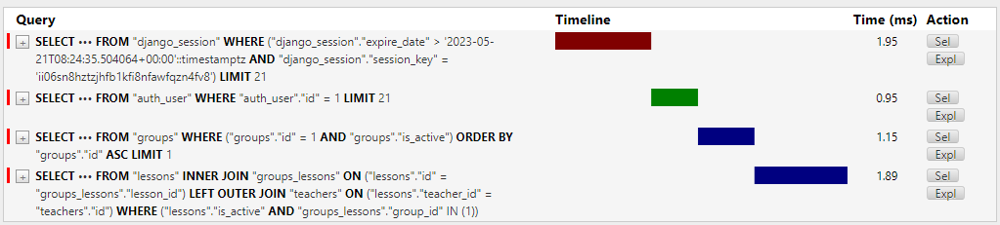 Query Timeline Time (ms) Action
+ SELECT ••• FROM "django_session" WHERE ("django_session"."expire_date" > '2023-05- 1.95 Sel
21T08:24:35.504064+00:00'::timestamptz AND "django_session"."session_key" = Expl
'ii06sn8hztzjhfb1kfi8nfawfqzn4fv8') LIMIT 21
+ SELECT ••• FROM "auth_user" WHERE "auth_user"."id" = 1 LIMIT 21 0.95 Sel
Expl
+ SELECT ••• FROM "groups" WHERE ("groups"."id" = 1 AND "groups"."is_active") ORDER BY 1.15 Sel
"groups"."id" ASC LIMIT 1 Expl
+ SELECT ••• FROM "lessons" INNER JOIN "groups_lessons" ON ("lessons"."id" = 1.89 Sel
"groups_lessons"."lesson_id") LEFT OUTER JOIN "teachers" ON ("lessons"."teacher_id" = Expl
"teachers"."id") WHERE ("lessons"."is_active" AND "groups_lessons"."group_id" IN (1))